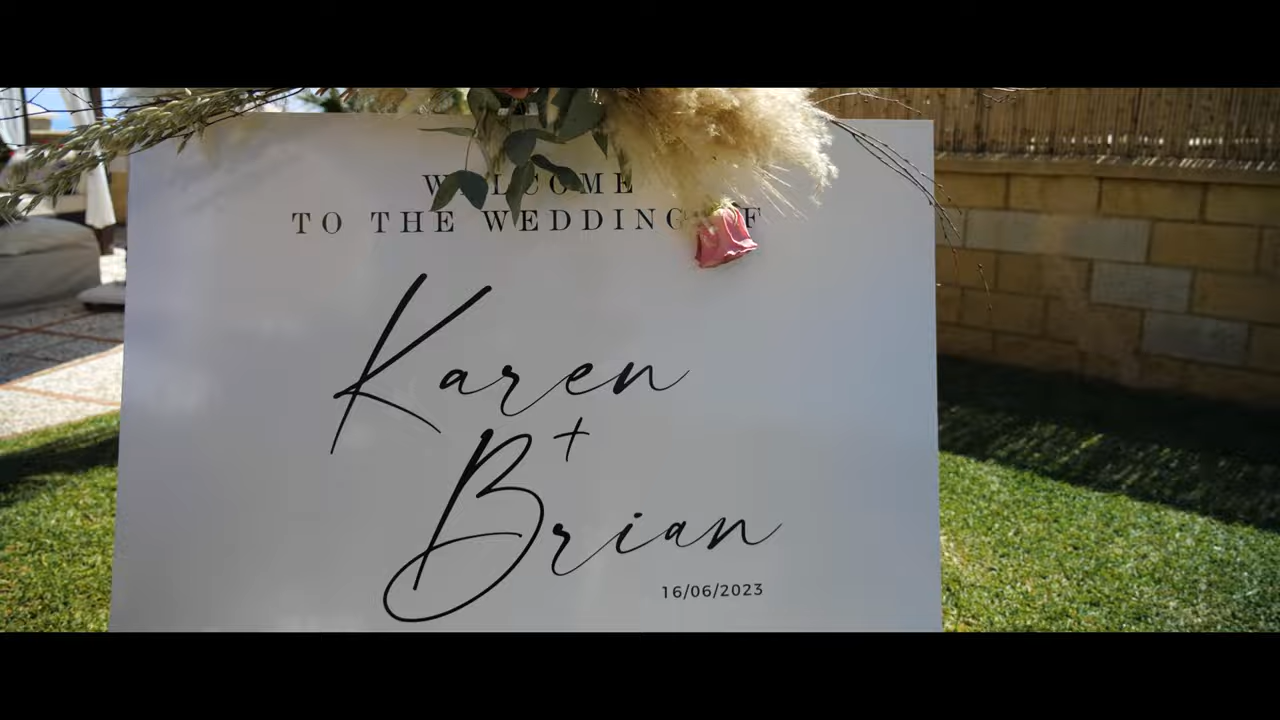 WELCOME
TO THE WEDDING OF
Karen
+
Brian
16/06/2023